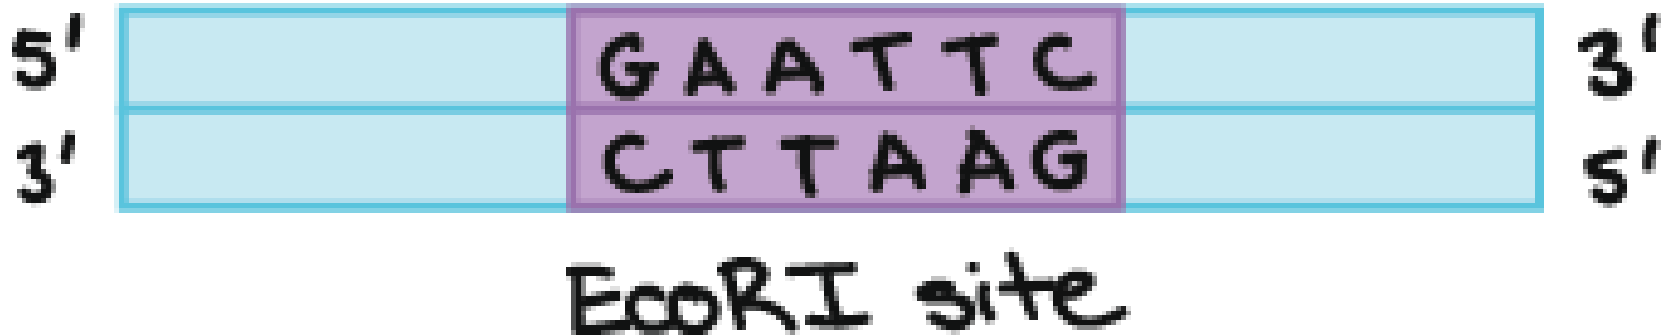 5' GAATTC 3'
3' CTTAAG 5'
EcoRI site